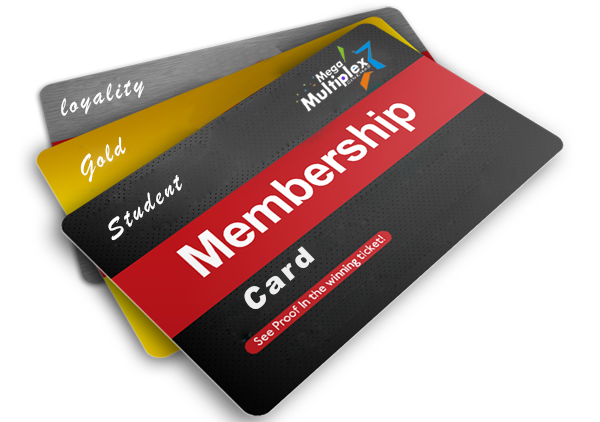 loyality
Gold
Student
Mega
Multiplex
Membership
Card
See Proof In the winning ticket!